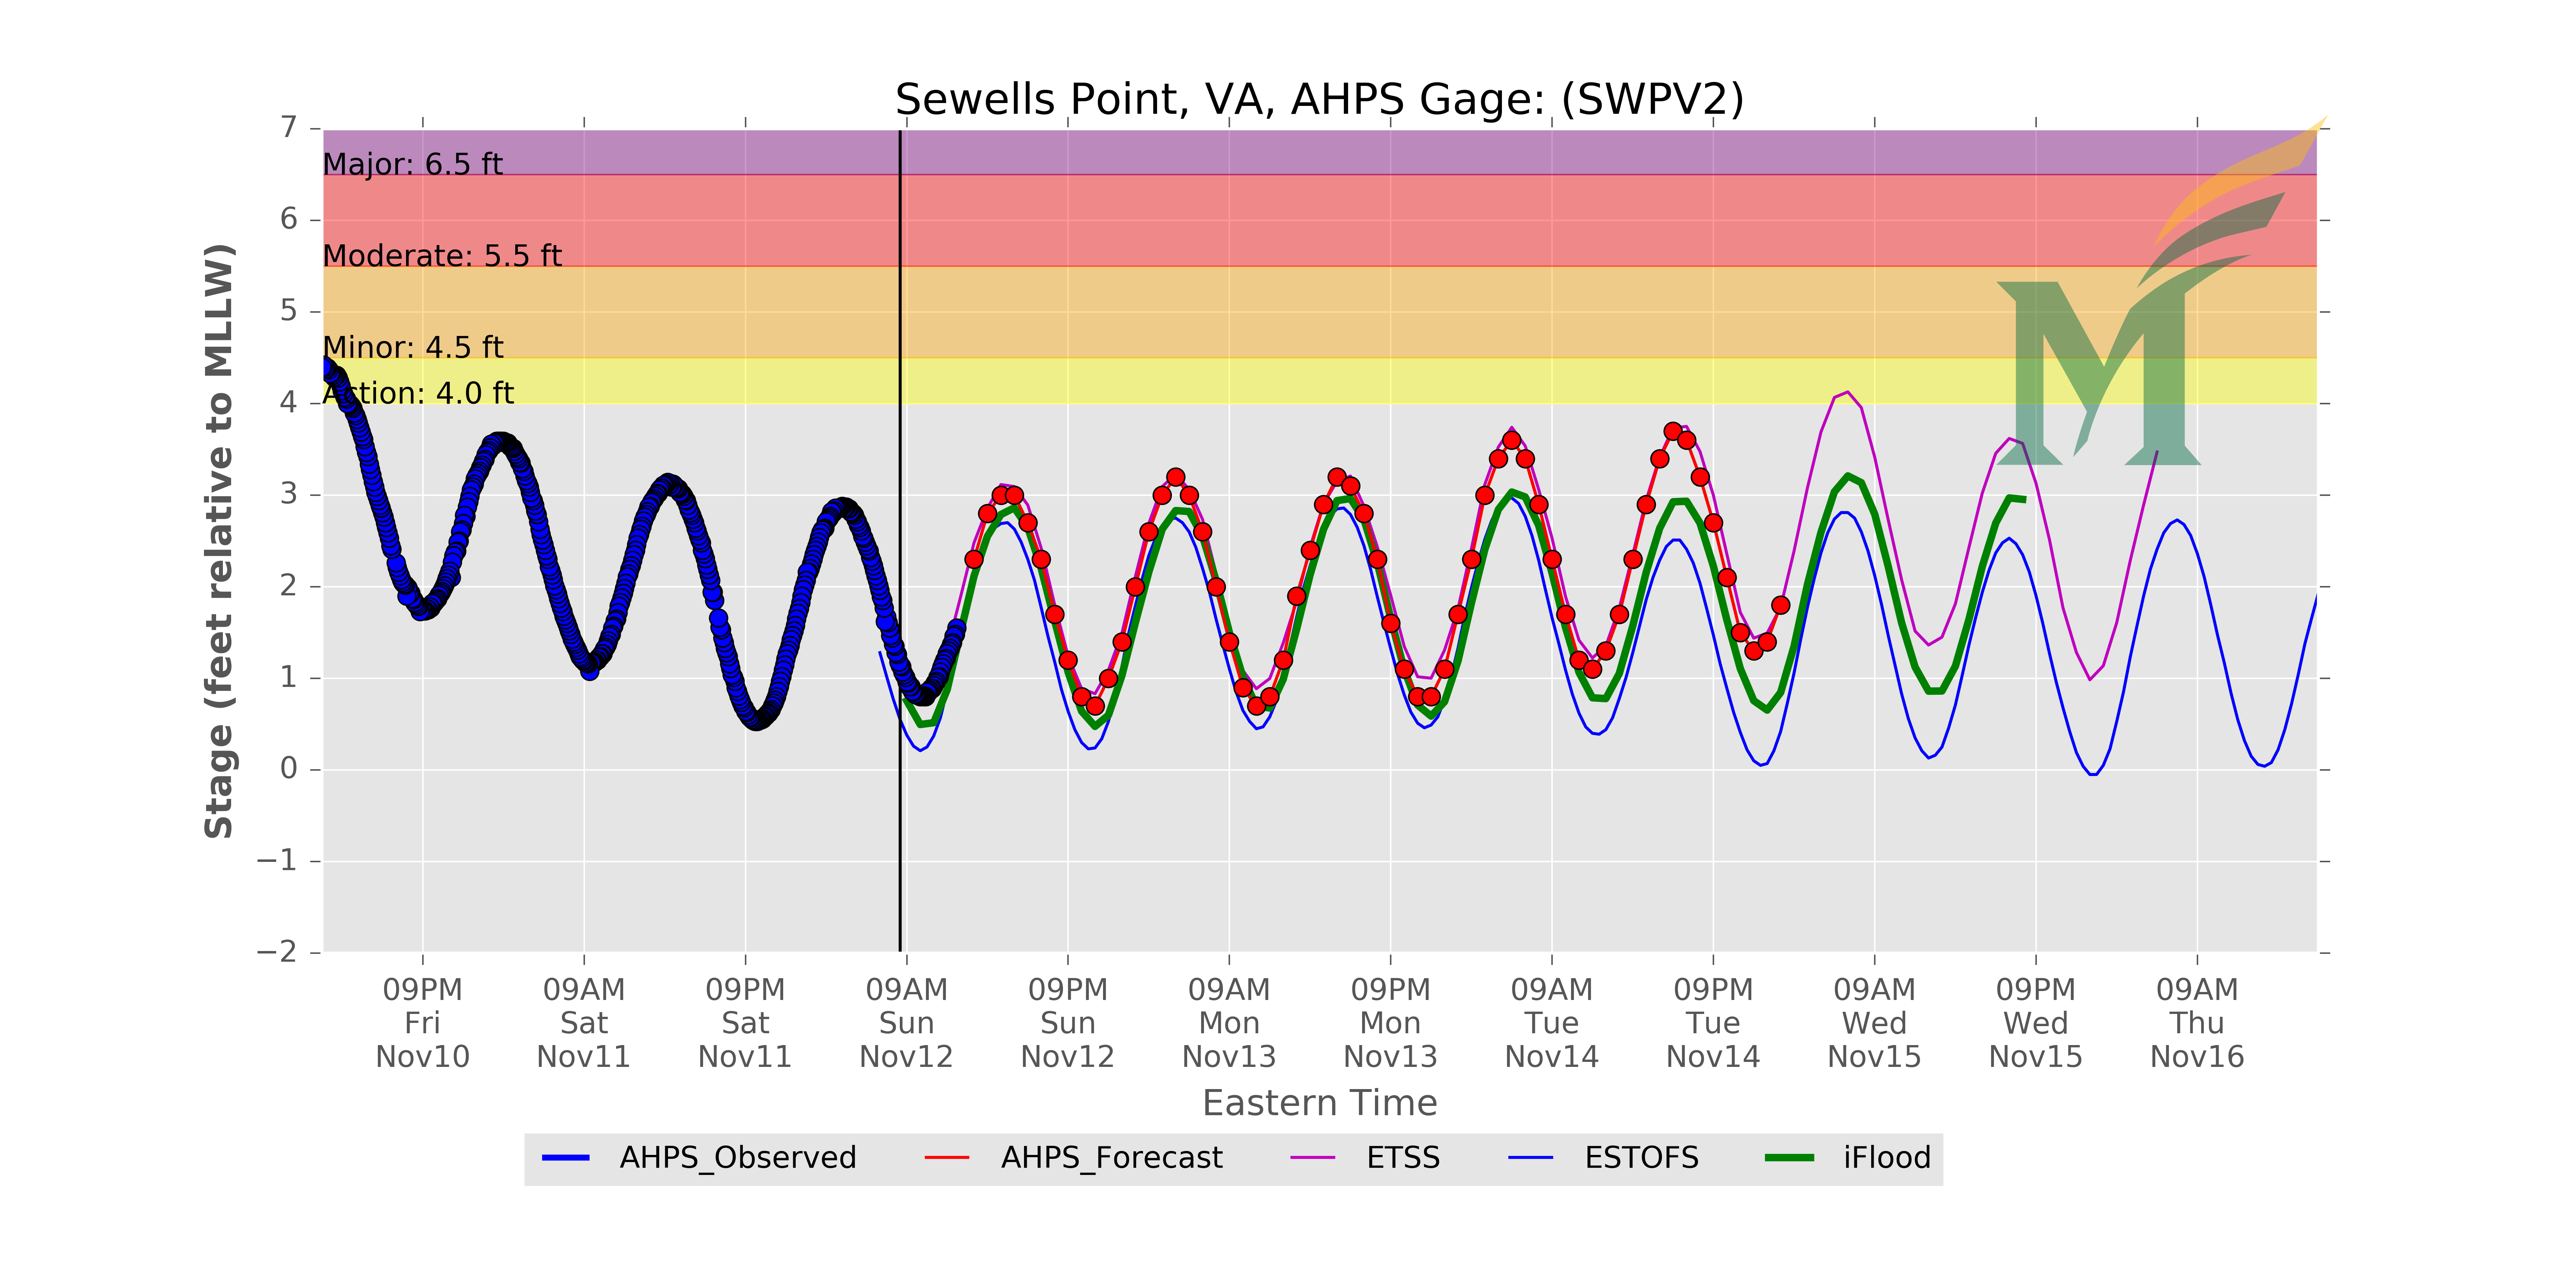 Sewells Point, VA, AHPS Gage: (SWPV2)
7
Major: 6.5 ft
6
Moderate: 5.5 ft
5
Minor: 4.5 ft
Action: 4.0 ft
4
3
2
1
0
−1
−2
Stage (feet relative to MLLW)
M
09PM 09AM 09PM 09AM 09PM 09AM 09PM 09AM 09PM 09AM 09PM 09AM
Fri Sat Sat Sun Sun Mon Mon Tue Tue Wed Wed Thu
Nov10 Nov11 Nov11 Nov12 Nov12 Nov13 Nov13 Nov14 Nov14 Nov15 Nov15 Nov16
Eastern Time
AHPS_Observed AHPS_Forecast ETSS ESTOFS iFlood